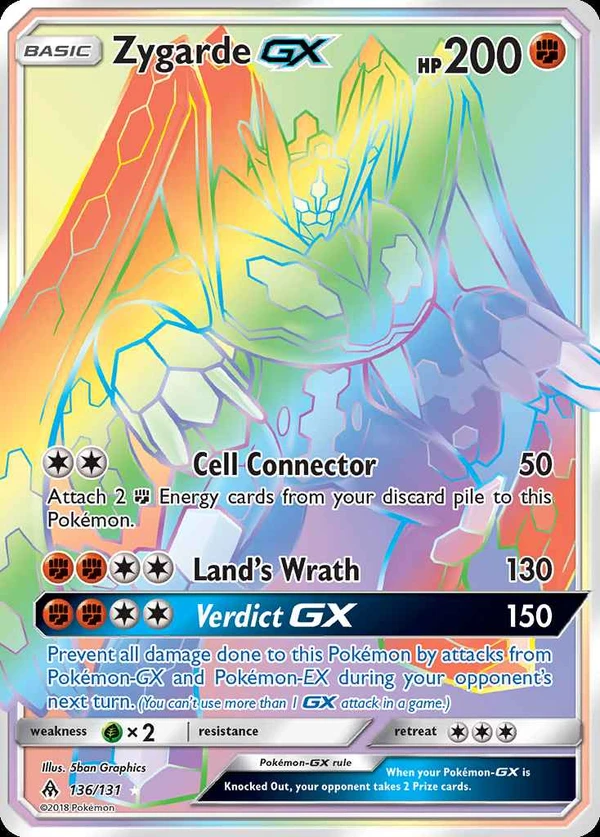 BASIC Zygarde GX HP 200
Cell Connector 50
Attach 2 Energy cards from your discard pile to this
Pokémon.
Land's Wrath 130
Verdict GX 150
Prevent all damage done to this Pokémon by attacks from
Pokémon-GX and Pokémon-EX during your opponent's
next turn. (You can't use more than 1 GX attack in a game.)
weakness ×2 resistance retreat
Illus. 5ban Graphics
136/131
©2018 Pokémon
Pokémon-GX rule
When your Pokémon-GX is
Knocked Out, your opponent takes 2 Prize cards.